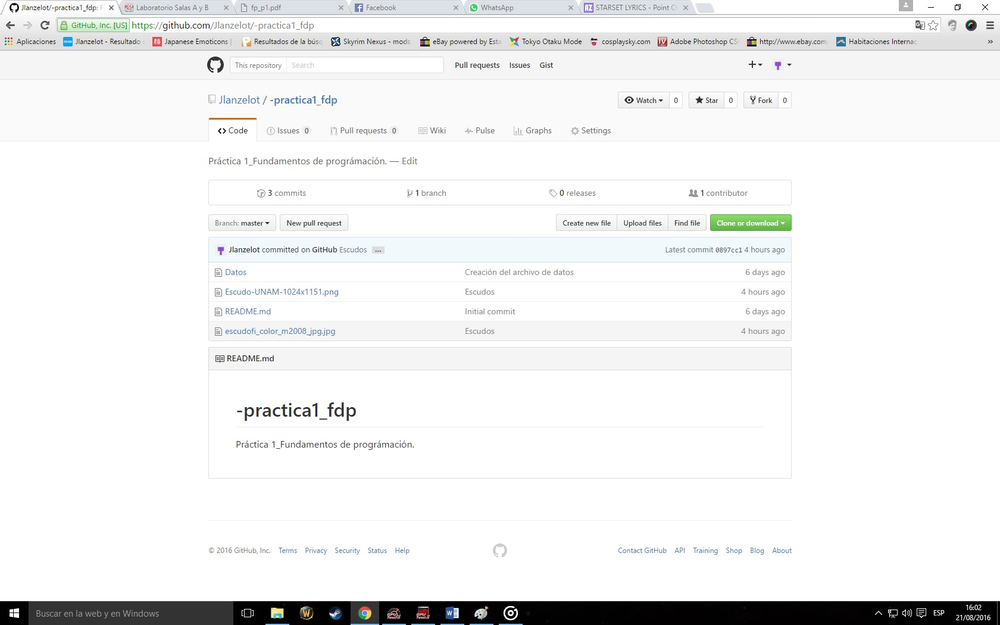 Jlanzelot/-practica1_fdp: P
Laboratorio Salas A y B
fp_p1.pdf
Facebook
WhatsApp
STARSET LYRICS - Point O
GitHub, Inc. [US] https://github.com/Jlanzelot/-practica1_fdp
Aplicaciones Jlanzelot - Resultado Japanese Emoticons | Resultados de la búsq Skyrim Nexus - mods eBay powered by Esta Tokyo Otaku Mode cosplaysky.com Adobe Photoshop CS http://www.ebay.com Habitaciones Internac »
This repository Search Pull requests Issues Gist
Jlanzelot / -practica1_fdp Watch 0 Star 0 Fork 0
Code Issues 0 Pull requests 0 Wiki Pulse Graphs Settings
Práctica 1_Fundamentos de prográmación. — Edit
3 commits 1 branch 0 releases 1 contributor
Branch: master New pull request Create new file Upload files Find file Clone or download
Jlanzelot committed on GitHub Escudos ... Latest commit 0897cc1 4 hours ago
Datos Creación del archivo de datos 6 days ago
Escudo-UNAM-1024x1151.png Escudos 4 hours ago
README.md Initial commit 6 days ago
escudofi_color_m2008_jpg.jpg Escudos 4 hours ago
README.md
-practica1_fdp
Práctica 1_Fundamentos de prográmación.
© 2016 GitHub, Inc. Terms Privacy Security Status Help Contact GitHub API Training Shop Blog About
Buscar en la web y en Windows
ESP
16:02
21/08/2016